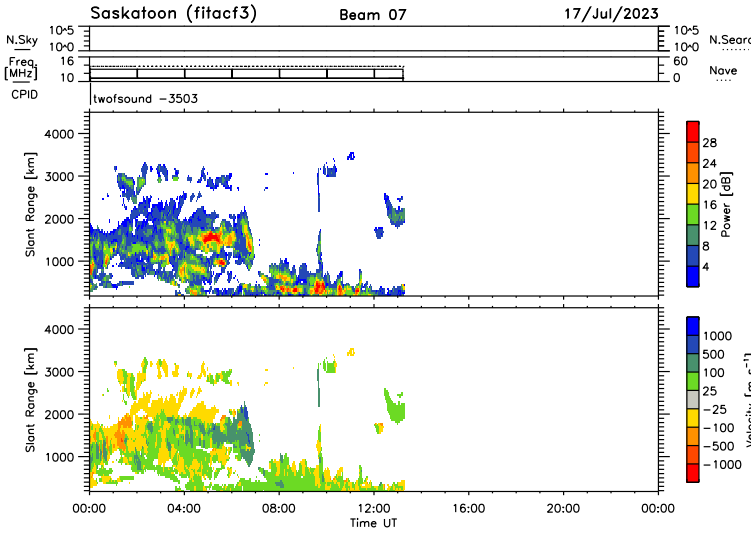 Saskatoon (fitacf3) Beam 07 17/Jul/2023
N.Sky 10^5 10^5 N.Searc
10^0 10^0
Freq. 16 60 Nave
[MHz] 10 0
CPID twofsound -3503
4000
3000
2000
1000
Slant Range [km]
28
24
20
16
12
8
4
Power [dB]
4000
3000
2000
1000
Slant Range [km]
1000
500
100
25
-25
-100
-500
-1000
Velocity [m s-1]
00:00 04:00 08:00 12:00 16:00 20:00 00:00
Time UT